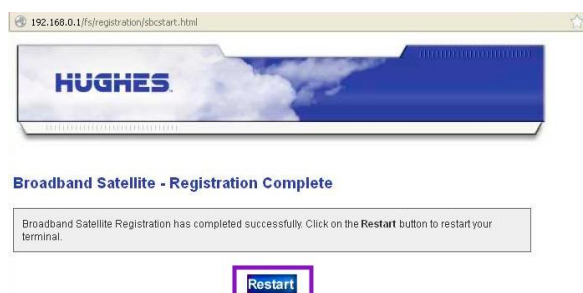 192.168.0.1/fs/registration/sbcstart.html
HUGHES.
Broadband Satellite - Registration Complete
Broadband Satellite Registration has completed successfully. Click on the Restart button to restart your
terminal.
Restart